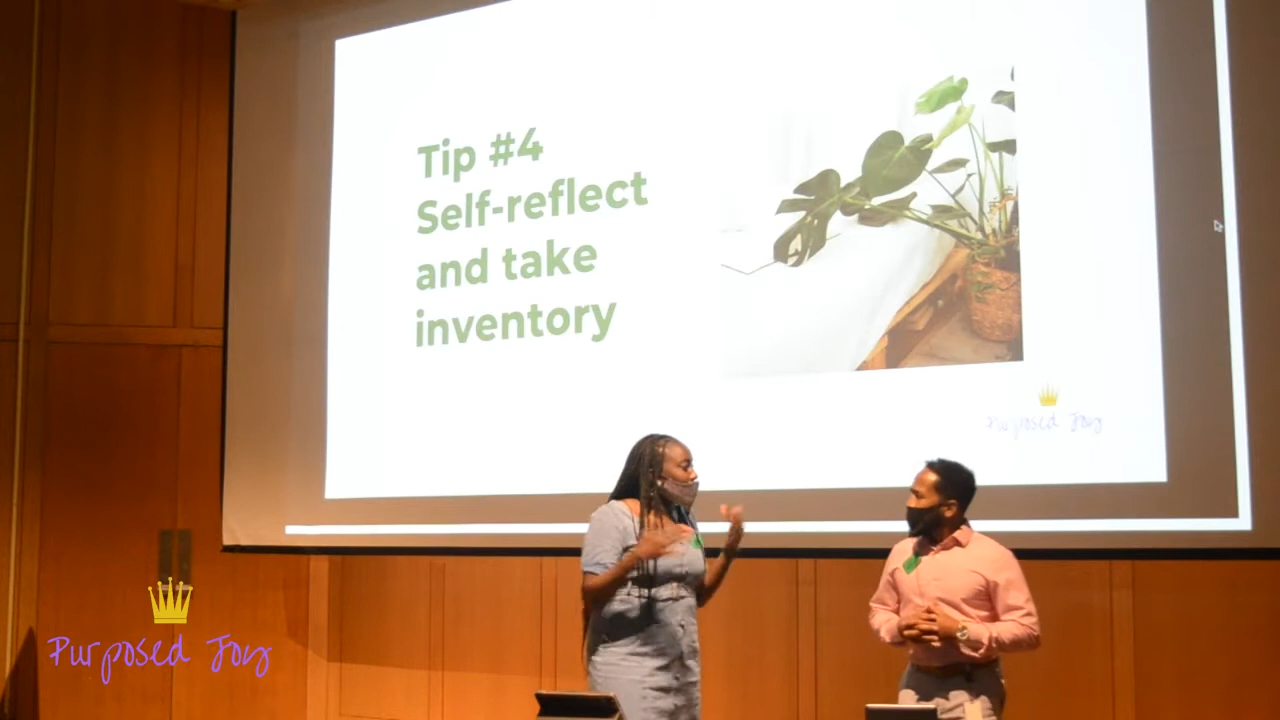 Tip #4
Self-reflect
and take
inventory
Purposed Joy
Purposed Joy